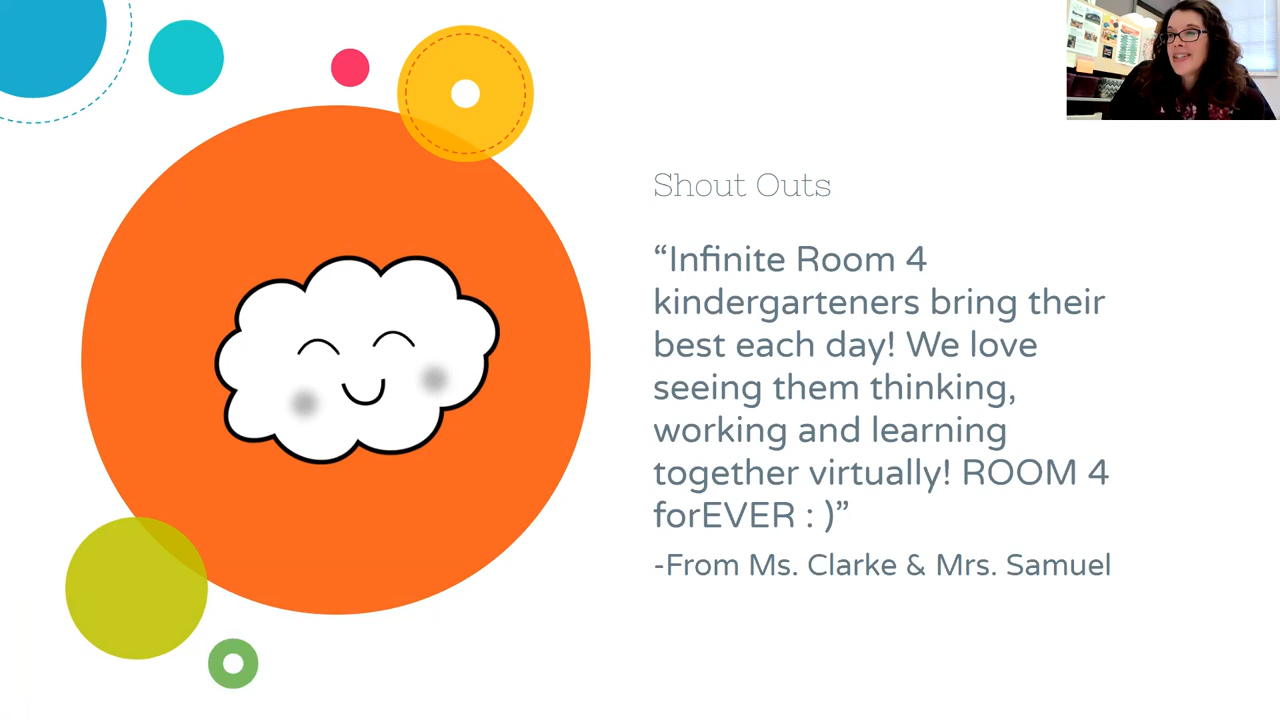 Shout Outs
“Infinite Room 4
kindergarteners bring their
best each day! We love
seeing them thinking,
working and learning
together virtually! ROOM 4
forEVER : )”
-From Ms. Clarke & Mrs. Samuel